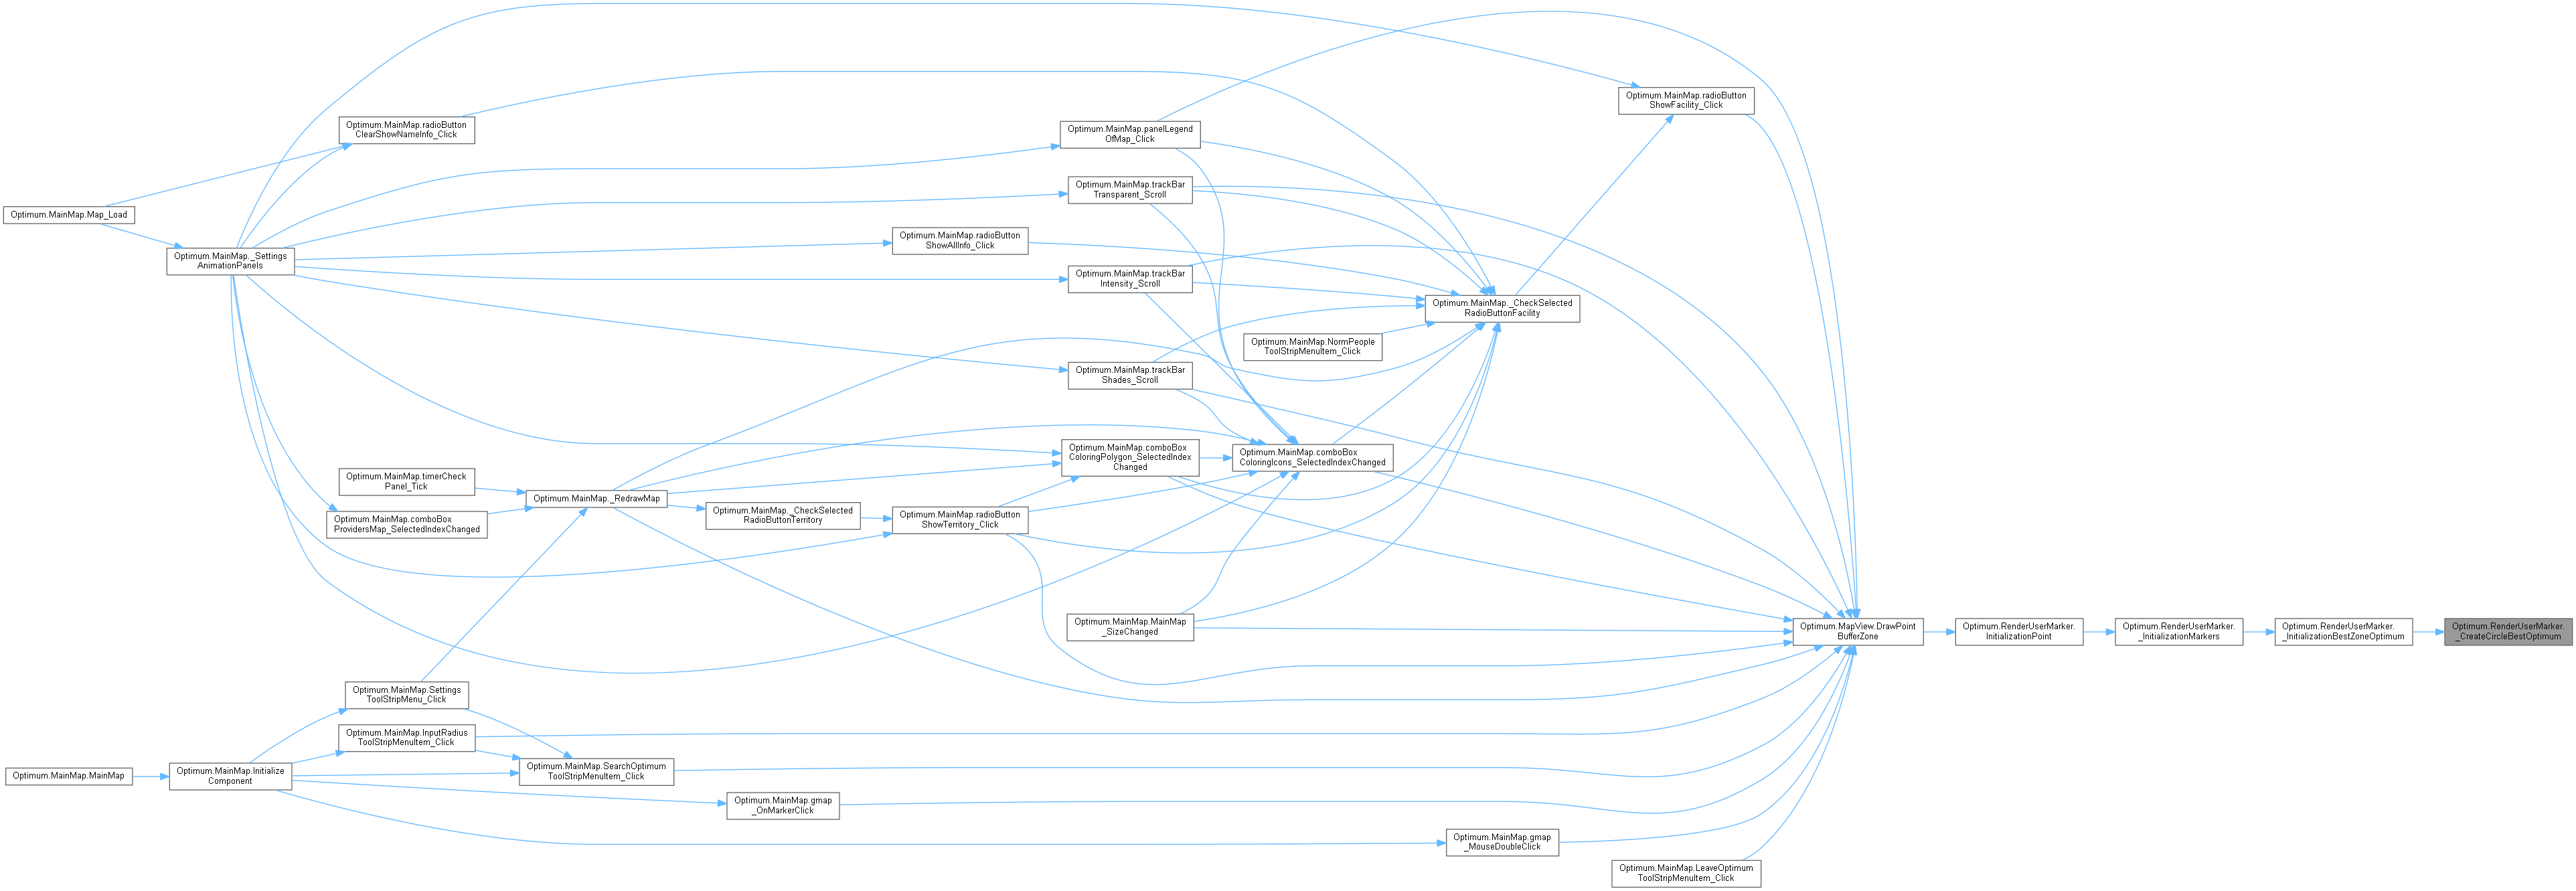 Optimum.MainMap.radioButton
ShowFacility_Click
Optimum.MainMap.radioButton
ClearShowNameInfo_Click
Optimum.MainMap.panelLegend
OfMap_Click
Optimum.MainMap.trackBar
Transparent_Scroll
Optimum.MainMap.Map_Load
Optimum.MainMap.radioButton
ShowAllInfo_Click
Optimum.MainMap._Settings
AnimationPanels
Optimum.MainMap.trackBar
Intensity_Scroll
Optimum.MainMap._CheckSelected
RadioButtonFacility
Optimum.MainMap.NormPeople
ToolStripMenuItem_Click
Optimum.MainMap.trackBar
Shades_Scroll
Optimum.MainMap.comboBox
ColoringPolygon_SelectedIndex
Changed
Optimum.MainMap.comboBox
ColoringIcons_SelectedIndexChanged
Optimum.MainMap.timerCheck
Panel_Tick
Optimum.MainMap._RedrawMap
Optimum.MainMap._CheckSelected
RadioButtonTerritory
Optimum.MainMap.radioButton
ShowTerritory_Click
Optimum.MainMap.comboBox
ProvidersMap_SelectedIndexChanged
Optimum.MainMap.MainMap
_SizeChanged
Optimum.MapView.DrawPoint
BufferZone
Optimum.RenderUserMarker.
InitializationPoint
Optimum.RenderUserMarker.
_InitializationMarkers
Optimum.RenderUserMarker.
_InitializationBestZoneOptimum
Optimum.RenderUserMarker.
_CreateCircleBestOptimum
Optimum.MainMap.Settings
ToolStripMenu_Click
Optimum.MainMap.InputRadius
ToolStripMenuItem_Click
Optimum.MainMap.SearchOptimum
ToolStripMenuItem_Click
Optimum.MainMap.MainMap
Optimum.MainMap.Initialize
Component
Optimum.MainMap.gmap
_OnMarkerClick
Optimum.MainMap.gmap
_MouseDoubleClick
Optimum.MainMap.LeaveOptimum
ToolStripMenuItem_Click